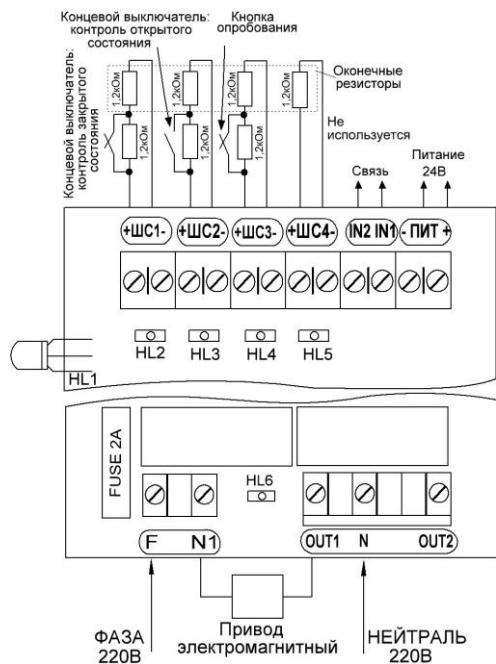 Концевой выключатель:
контроль открытого
состояния
Кнопка
опробования
Концевой выключатель:
контроль закрытого
состояния
1,2кОм
1,2кОм
1,2кОм
1,2кОм
Оконечные
резисторы
1,2кОм
1,2кОм
1,2кОм
Не
используется
Связь
Питание
24В
+ШС1- +ШС2- +ШС3- +ШС4- IN2 IN1 - ПИТ +
HL2 HL3 HL4 HL5
HL1
FUSE 2A
HL6
F N1 OUT1 N OUT2
ФАЗА
220В
Привод
электромагнитный
НЕЙТРАЛЬ
220В